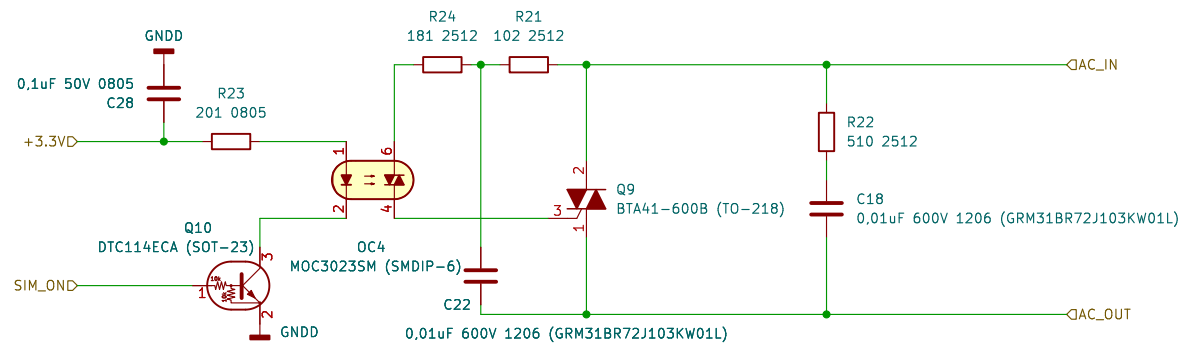 R24
181 2512
R21
102 2512
GNDD
AC_IN
0,1uF 50V 0805
C28
R23
201 0805
+3.3V
1
6
R22
510 2512
2
Q9
BTA41-600B (TO-218)
3
1
2
4
C18
0,01uF 600V 1206 (GRM31BR72J103KW01L)
Q10
DTC114ECA (SOT-23)
3
OC4
MOC3023SM (SMDIP-6)
SIM_ON
1
10k
2
C22
GNDD
0,01uF 600V 1206 (GRM31BR72J103KW01L)
AC_OUT